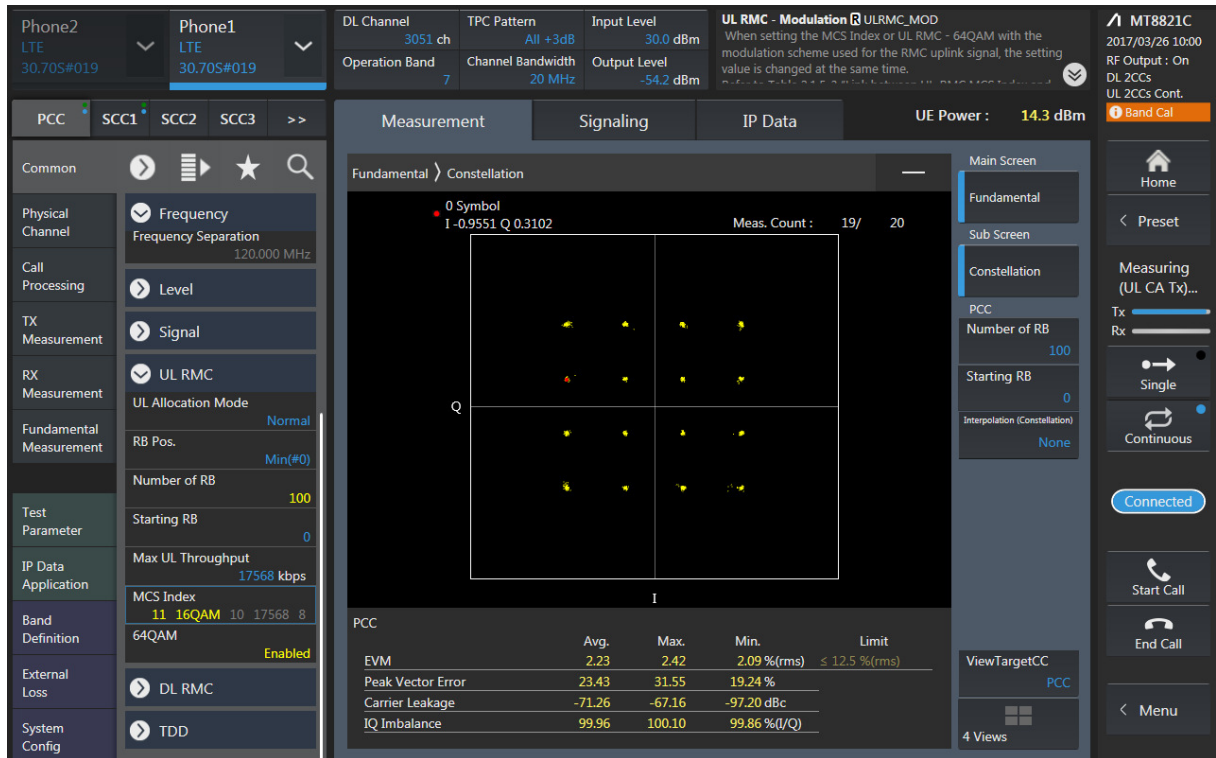 Phone2
LTE
30.70S#019
Phone1
LTE
30.70S#019
DL Channel
3051 ch
TPC Pattern
All +3dB
Input Level
30.0 dBm
Operation Band
7
Channel Bandwidth
20 MHz
Output Level
-54.2 dBm
UL RMC - Modulation R ULRMC_MOD
When setting the MCS Index or UL RMC -
64QAM with the
modulation scheme used for the RMC uplink signal, the setting
value is changed at the same time.
MT8821C
2017/03/26 10:00
RF Output : On
DL 2CCs
UL 2CCs Cont.
Band Cal
PCC SCC1 SCC2 SCC3 >>
Measurement
Signaling
IP Data
UE Power : 14.3 dBm
Common
Physical
Channel
Call
Processing
TX
Measurement
RX
Measurement
Fundamental
Measurement
Test
Parameter
IP Data
Application
Band
Definition
External
Loss
System
Config
Frequency
Frequency Separation
120.000 MHz
Level
Signal
UL RMC
UL Allocation Mode
Normal
RB Pos.
Min(#0)
Number of RB
100
Starting RB
0
Max UL Throughput
17568 kbps
MCS Index
11 16QAM 10 17568 8
64QAM
Enabled
DL RMC
TDD
Fundamental 〉 Constellation
0 Symbol
I -0.9551 Q 0.3102
Meas. Count : 19/ 20
Q
I
PCC
Avg. Max. Min. Limit
EVM 2.23 2.42 2.09 %(rms) ≤ 12.5 %(rms)
Peak Vector Error 23.43 31.55 19.24 %
Carrier Leakage -71.26 -67.16 -97.20 dBc
IQ Imbalance 99.96 100.10 99.86 %(I/Q)
Main Screen
Fundamental
Sub Screen
Constellation
PCC
Number of RB
100
Starting RB
0
Interpolation (Constellation)
None
ViewTargetCC
PCC
4 Views
Home
< Preset
Measuring
(UL CA Tx)...
Tx
Rx
Single
Continuous
Connected
Start Call
End Call
< Menu